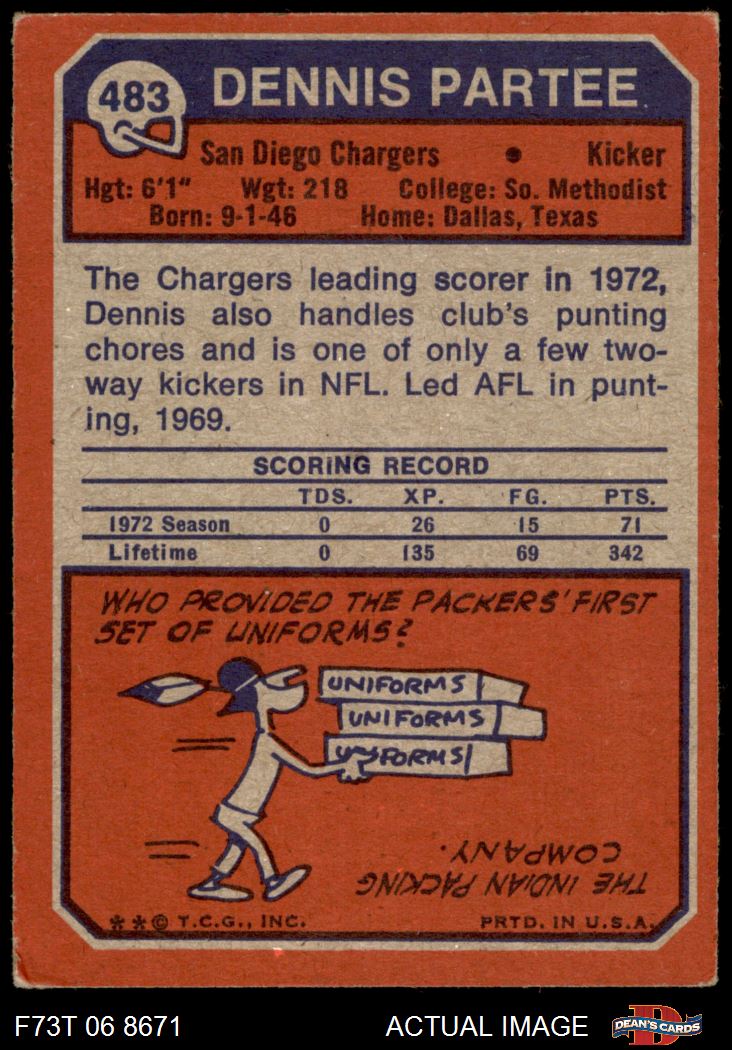 483
DENNIS PARTEE
San Diego Chargers • Kicker
Hgt: 6'1" Wgt: 218 College: So. Methodist
Born: 9-1-46 Home: Dallas, Texas
The Chargers leading scorer in 1972,
Dennis also handles club's punting
chores and is one of only a few two-
way kickers in NFL. Led AFL in punt-
ing, 1969.
SCORING RECORD
TDS. XP. FG. PTS.
1972 Season 0 26 15 71
Lifetime 0 135 69 342
WHO PROVIDED THE PACKERS' FIRST
SET OF UNIFORMS?
UNIFORMS
UNIFORMS
UNIFORMS
THE INDIAN PACKING
COMPANY.
** © T.C.G., INC. PRTD. IN U.S.A.
F73T 06 8671 ACTUAL IMAGE
D
DEAN'S CARDS